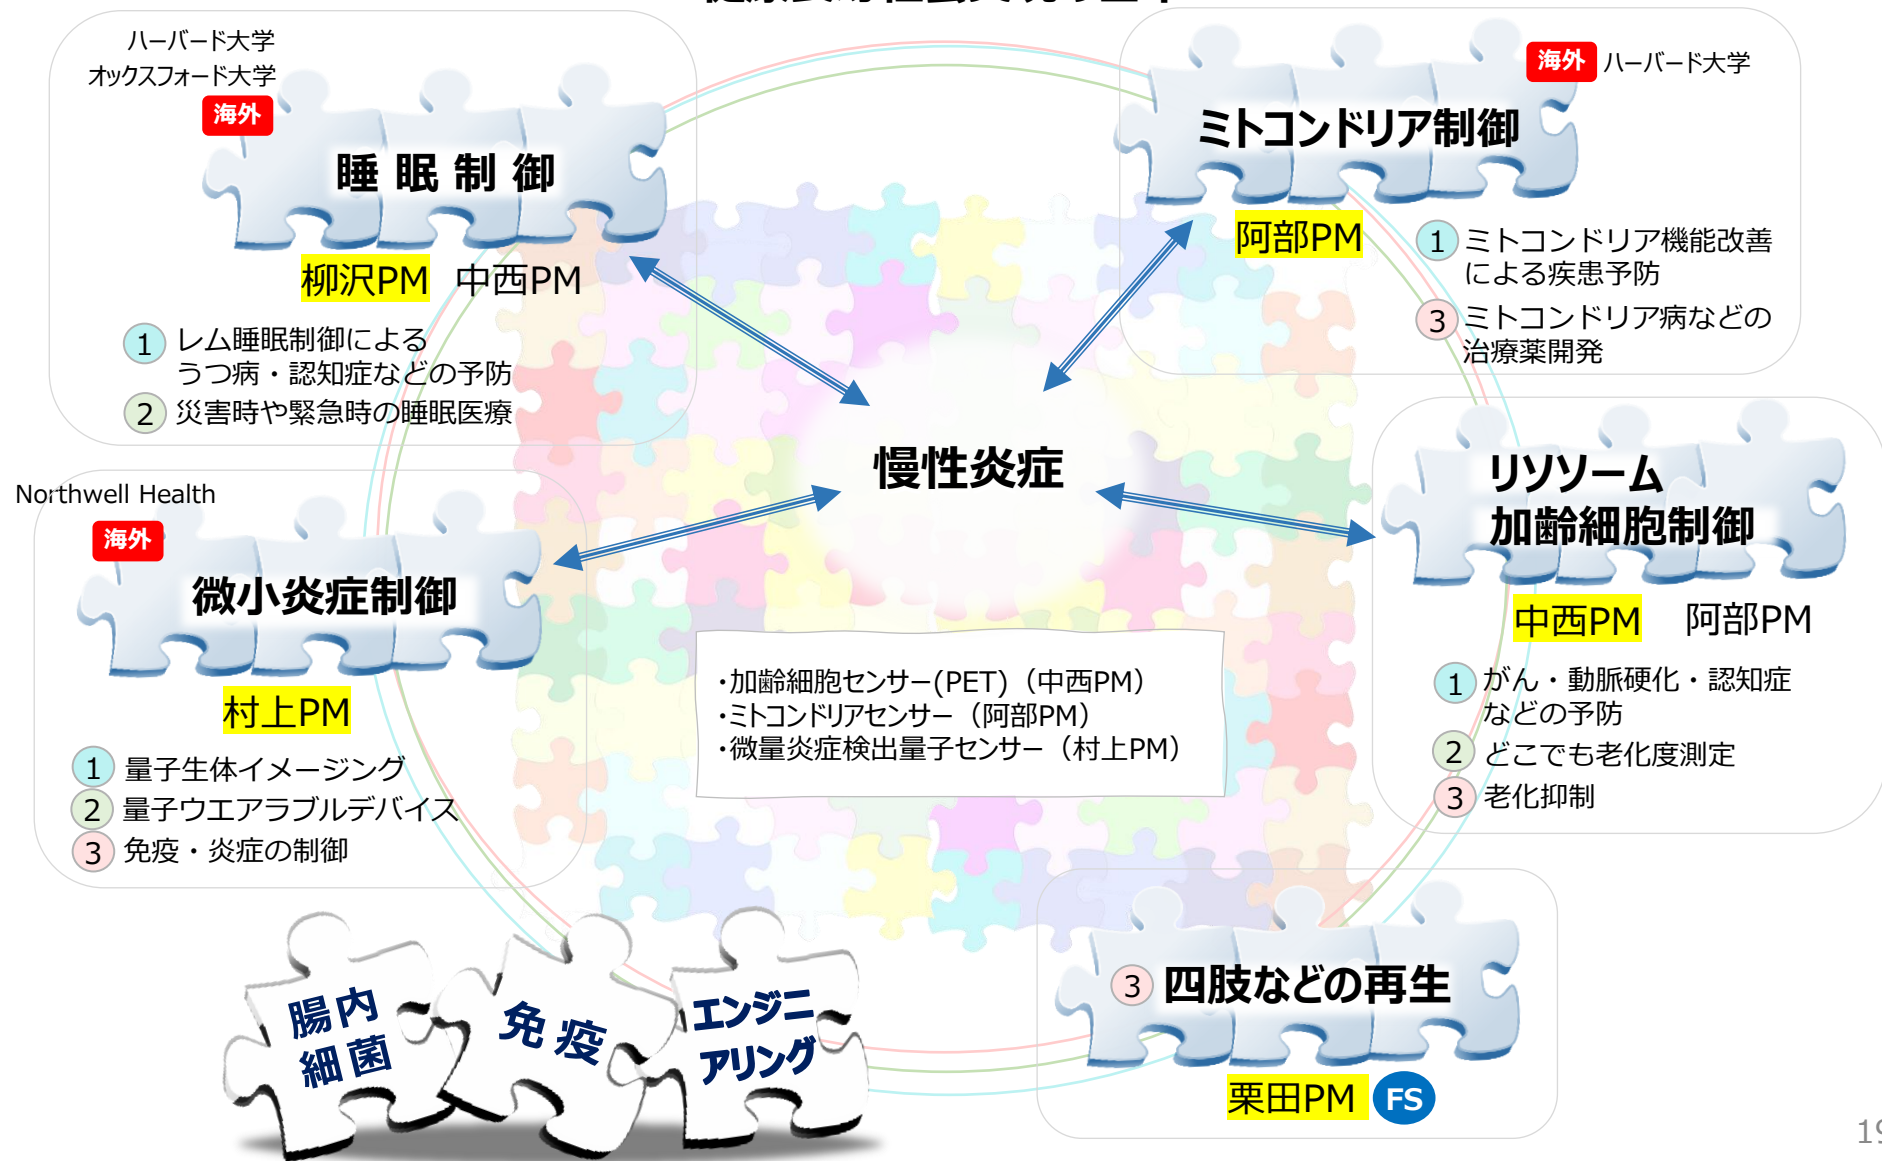 ハーバード大学
オックスフォード大学
海外
睡眠制御
柳沢PM 中西PM
1 レム睡眠制御による
うつ病・認知症などの予防
2 災害時や緊急時の睡眠医療
海外 ハーバード大学
ミトコンドリア制御
阿部PM
1 ミトコンドリア機能改善
による疾患予防
3 ミトコンドリア病などの
治療薬開発
慢性炎症
Northwell Health
海外
微小炎症制御
村上PM
1 量子生体イメージング
2 量子ウエアラブルデバイス
3 免疫・炎症の制御
リソソーム
加齢細胞制御
中西PM 阿部PM
1 がん・動脈硬化・認知症
などの予防
2 どこでも老化度測定
3 老化抑制
・加齢細胞センサー(PET)（中西PM）
・ミトコンドリアセンサー（阿部PM）
・微量炎症検出量子センサー（村上PM）
腸内
細菌
免疫
エンジニ
アリング
3 四肢などの再生
栗田PM FS